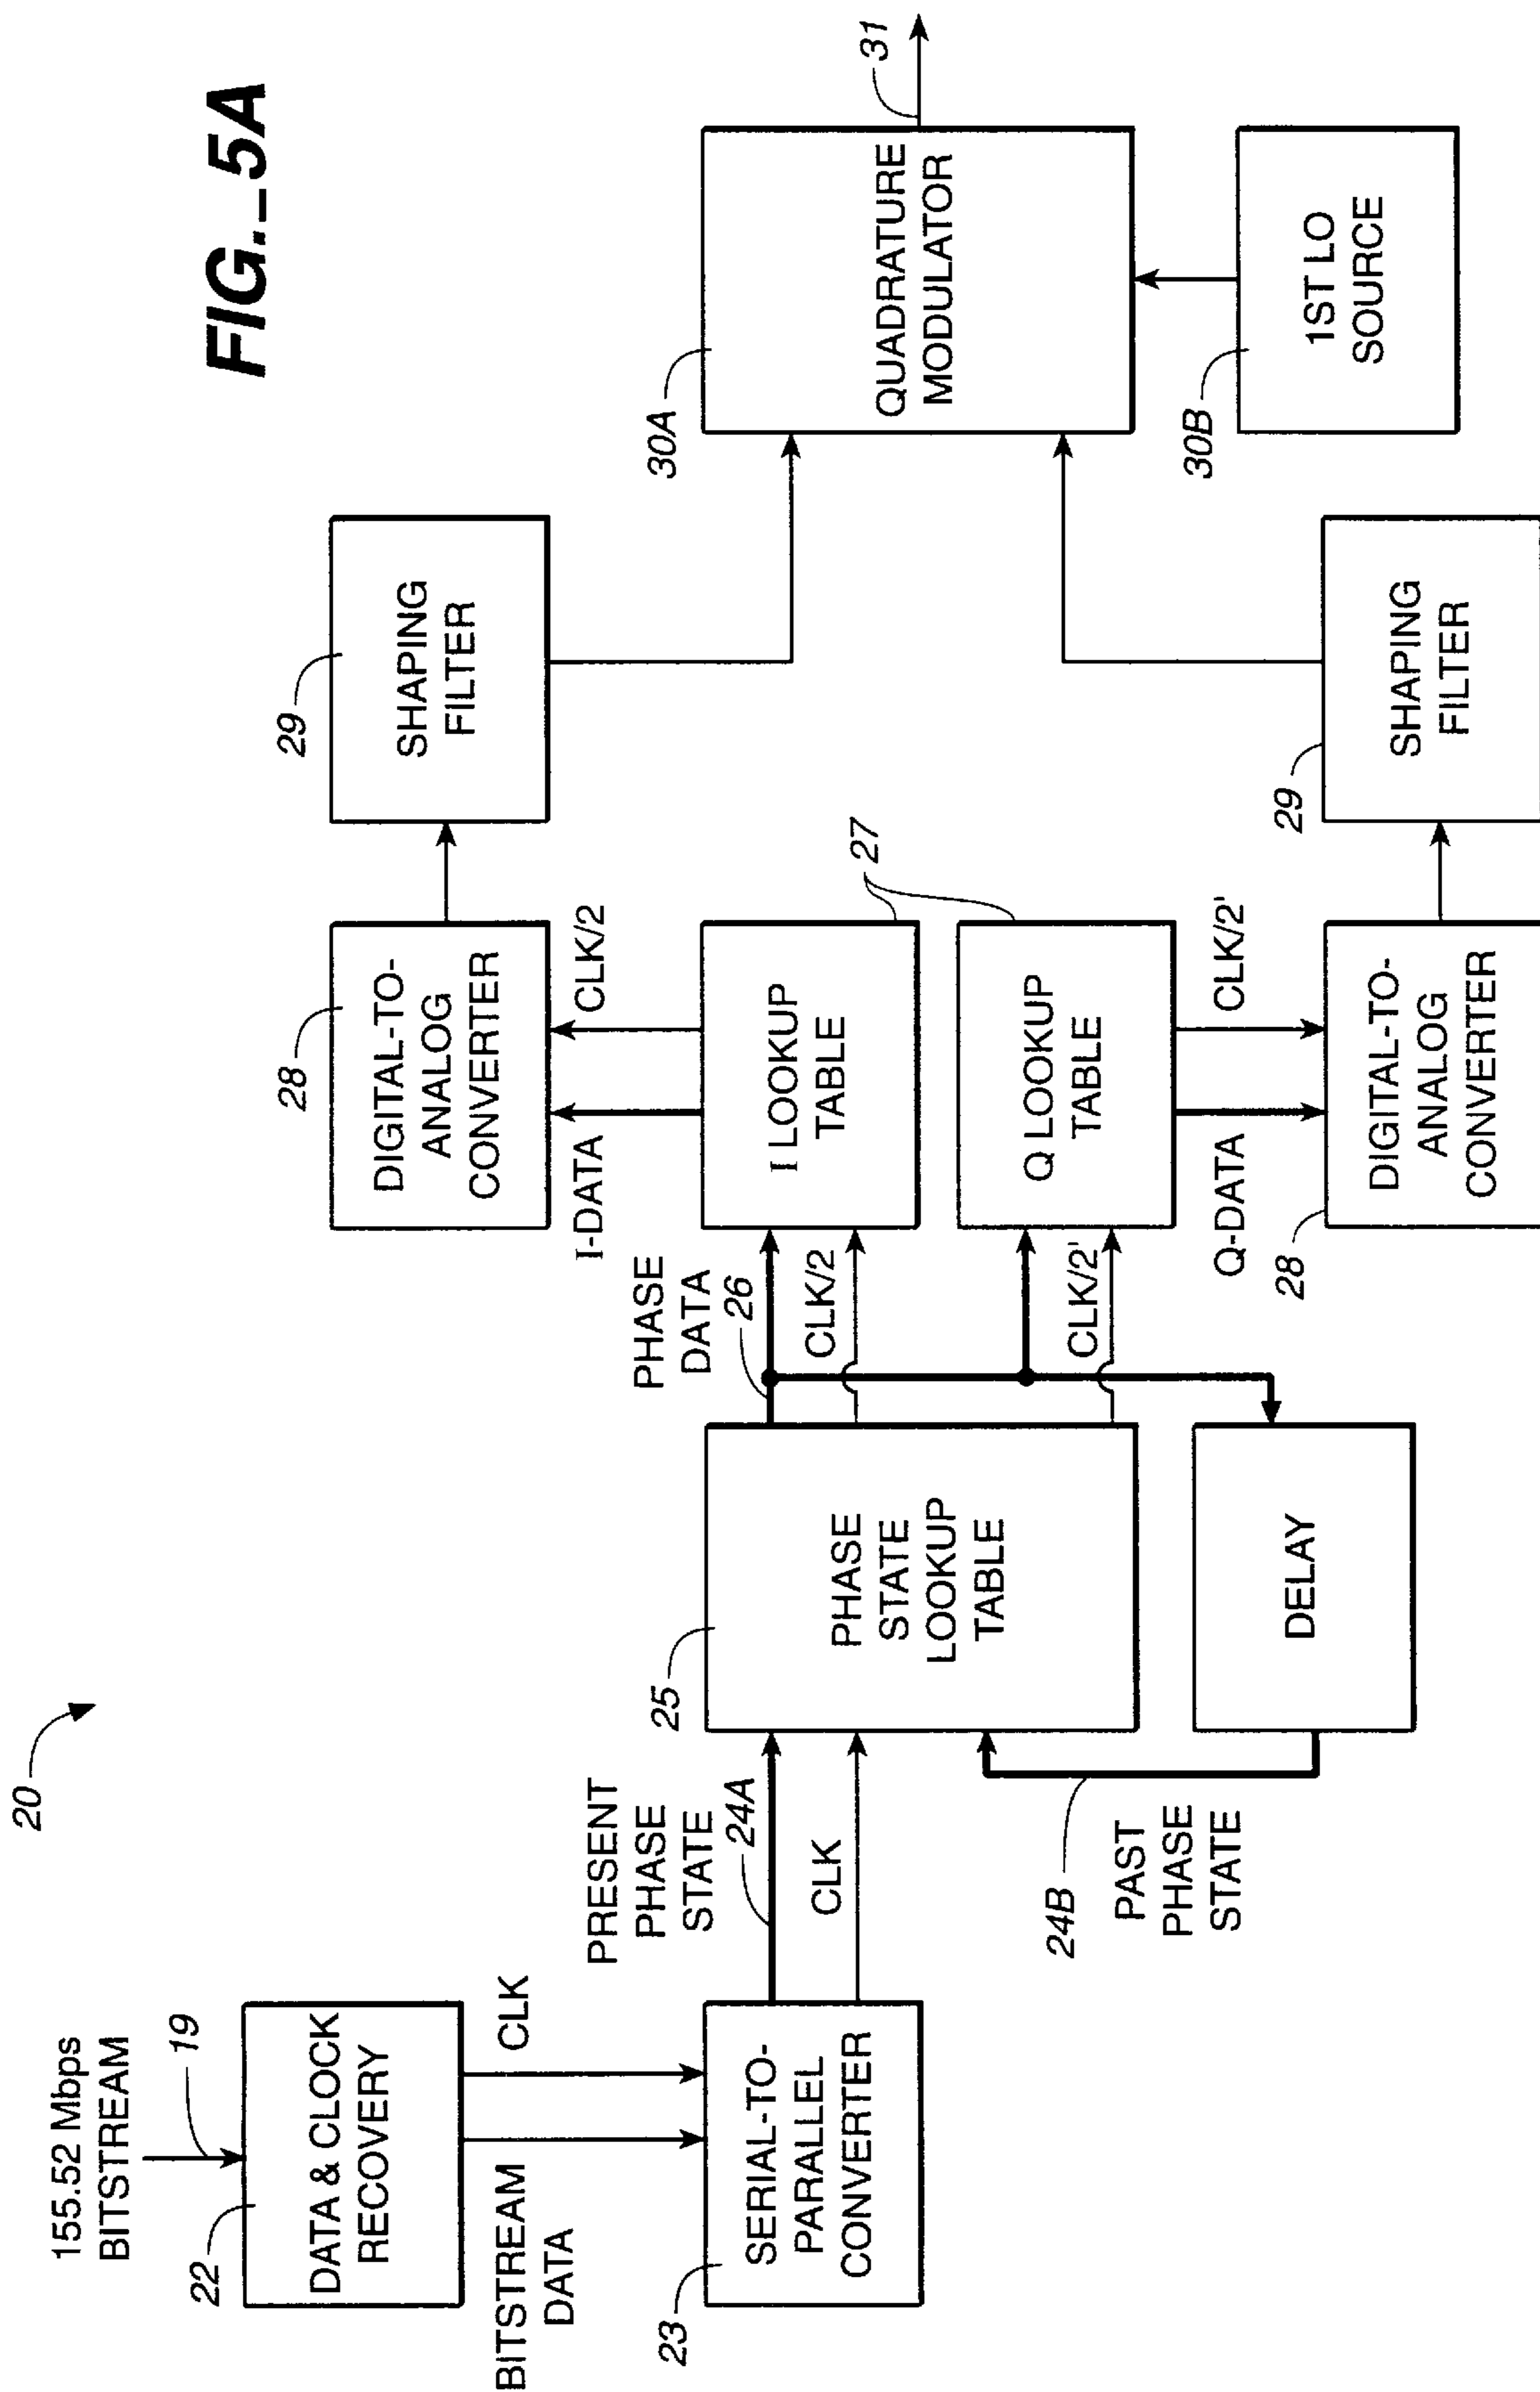 FIG._5A
20
155.52 Mbps
BITSTREAM
19
22
DATA & CLOCK
RECOVERY
BITSTREAM
DATA
CLK
23
SERIAL-TO-
PARALLEL
CONVERTER
PRESENT
PHASE
STATE
24A
CLK
24B
PAST
PHASE
STATE
25
PHASE
STATE
LOOKUP
TABLE
DELAY
PHASE
DATA
26
CLK/2
CLK/2'
I LOOKUP
TABLE
Q LOOKUP
TABLE
27
I-DATA
CLK/2
Q-DATA
CLK/2'
28
DIGITAL-TO-
ANALOG
CONVERTER
28
DIGITAL-TO-
ANALOG
CONVERTER
29
SHAPING
FILTER
29
SHAPING
FILTER
30A
QUADRATURE
MODULATOR
30B
1ST LO
SOURCE
31